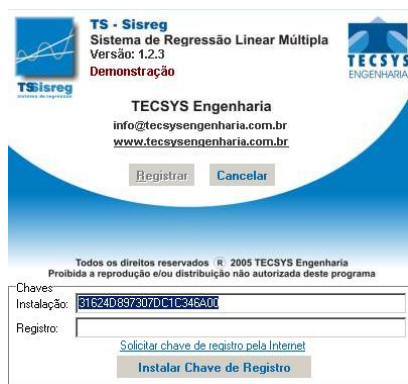 TS - Sisreg
Sistema de Regressão Linear Múltipla
Versão: 1.2.3
Demonstração
TSSisreg
TECSYS
ENGENHARIA
TECSYS Engenharia
info@tecsysengenharia.com.br
www.tecsysengenharia.com.br
Registrar Cancelar
Todos os direitos reservados ® 2005 TECSYS Engenharia
Proibida a reprodução e/ou distribuição não autorizada deste programa
Chaves
Instalação: 31624D897307DC1C346A00
Registro:
Solicitar chave de registro pela Internet
Instalar Chave de Registro